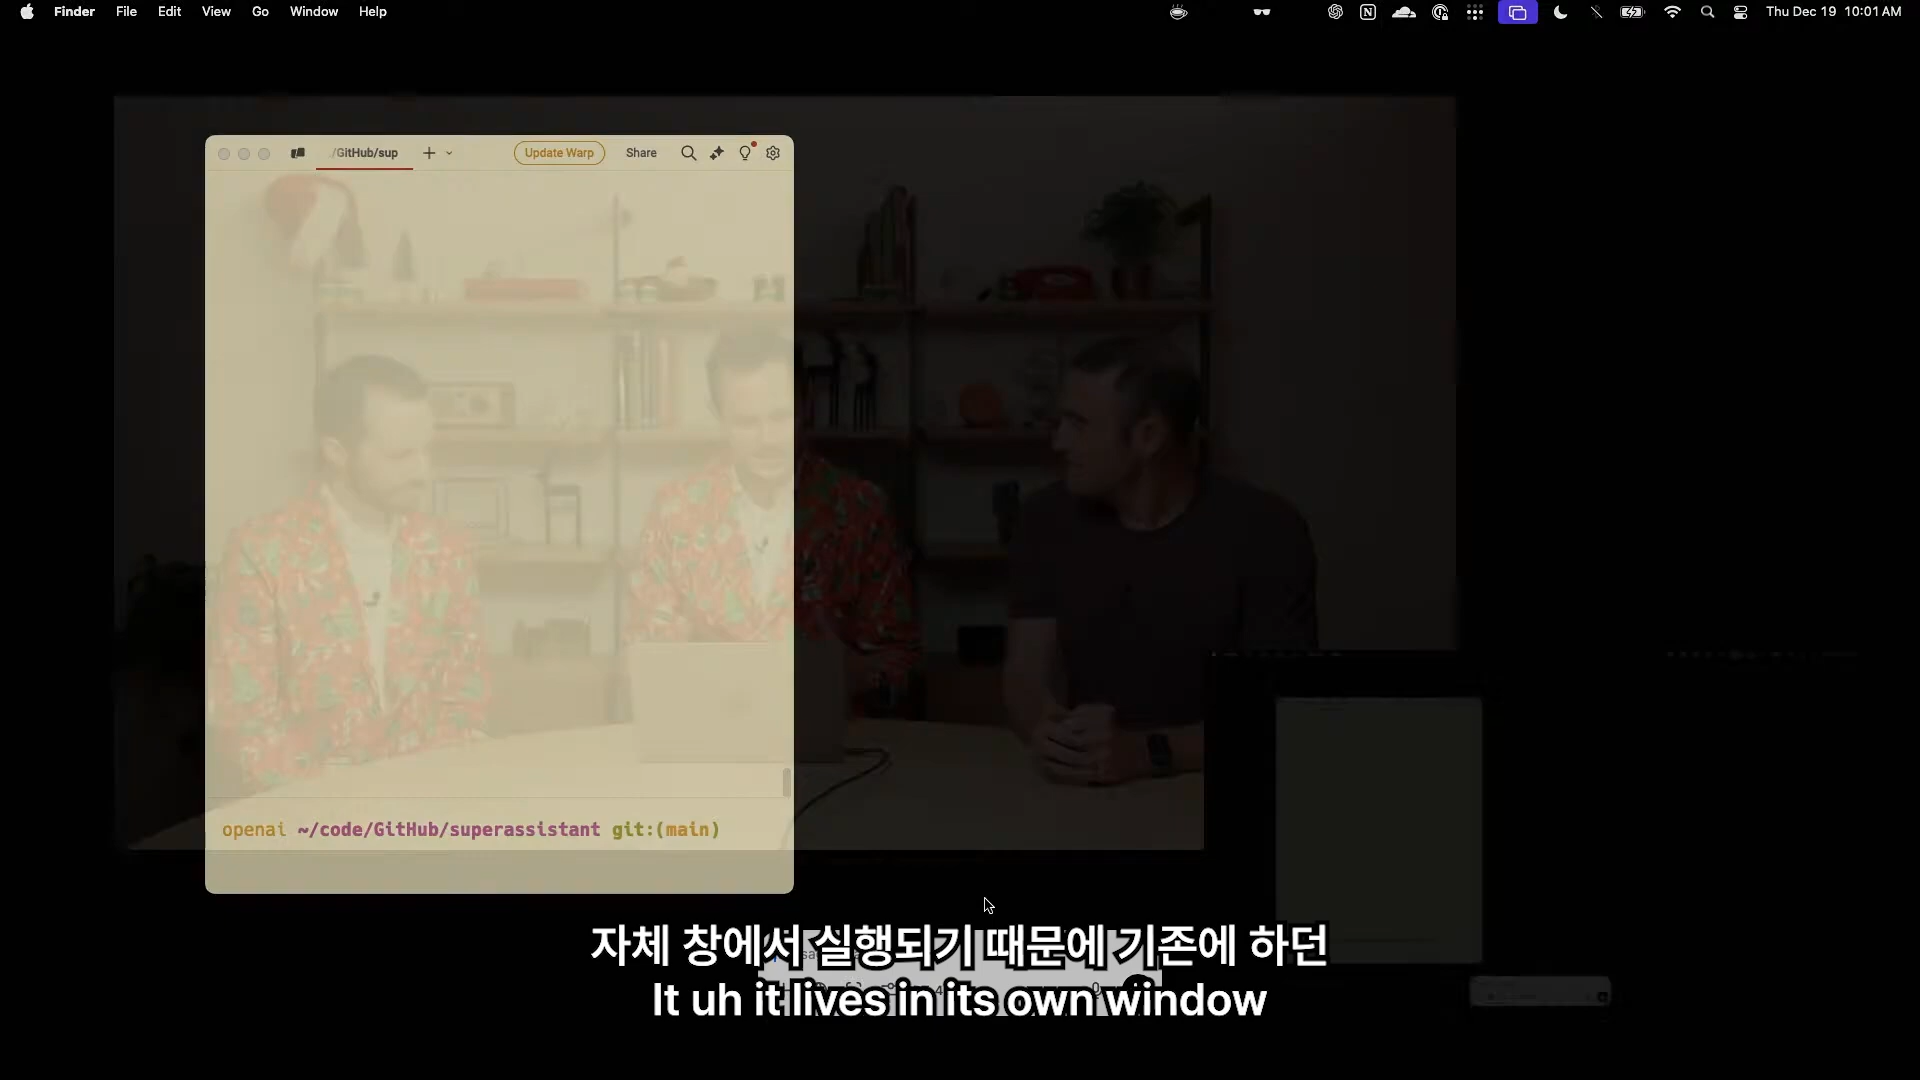 Finder File Edit View Go Window Help
Thu Dec 19 10:01 AM
/GitHub/sup
Update Warp
Share
openai ~/code/GitHub/superassistant git:(main)
자체 창에서 실행되기 때문에 기존에 하던
It uh it lives in its own window